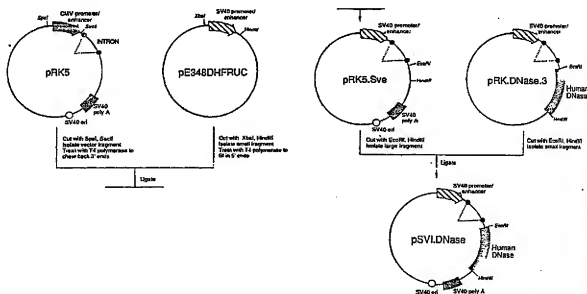 SpeI
CMV promoter/
enhancer
SacII
INTRON
pRK5
SV40
poly A
SV40 ori
Cut with SpeI, SacII
Isolate vector fragment
Treat with T4 polymerase to
chew back 3' ends
XbaI
SV40 promoter/
enhancer
HindIII
pE348DHFRUC
Cut with XbaI, HindIII
Isolate small fragment
Treat with T4 polymerase to
fill in 5' ends
Ligate
SV40 promoter/
enhancer
EcoRI
HindIII
pRK5.Sve
SV40
poly A
SV40 ori
Cut with EcoRI, HindIII
Isolate large fragment
SV40 promoter/
enhancer
EcoRI
pRK.DNase.3
Human
DNase
HindIII
Cut with EcoRI, HindIII
Isolate small fragment
Ligate
SV40 promoter/
enhancer
EcoRI
pSVI.DNase
Human
DNase
HindIII
SV40 ori
SV40 poly A